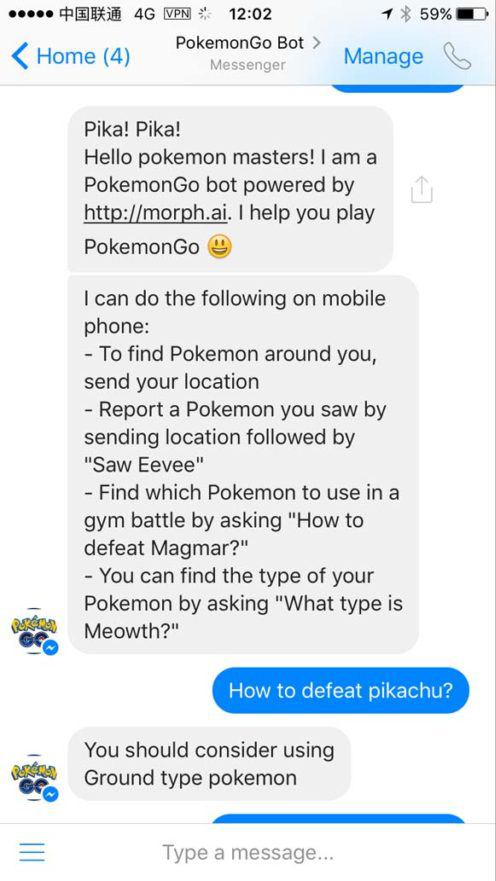 中国联通 4G VPN 12:02 59%
Home (4) PokemonGo Bot Manage
Messenger
Pika! Pika!
Hello pokemon masters! I am a
PokemonGo bot powered by
http://morph.ai. I help you play
PokemonGo 😃
I can do the following on mobile
phone:
- To find Pokemon around you,
send your location
- Report a Pokemon you saw by
sending location followed by
"Saw Eevee"
- Find which Pokemon to use in a
gym battle by asking "How to
defeat Magmar?"
- You can find the type of your
Pokemon by asking "What type is
Meowth?"
POKÉMON
GO
How to defeat pikachu?
You should consider using
Ground type pokemon
POKÉMON
GO
Type a message...